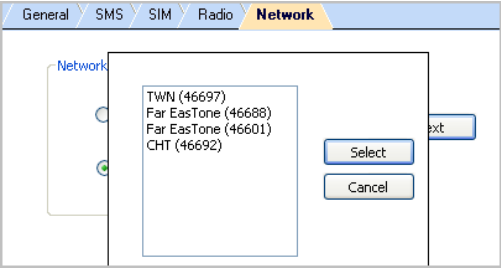 General SMS SIM Radio Network
Network
TWN (46697)
Far EasTone (46688)
Far EasTone (46601)
CHT (46692)
ext
Select
Cancel